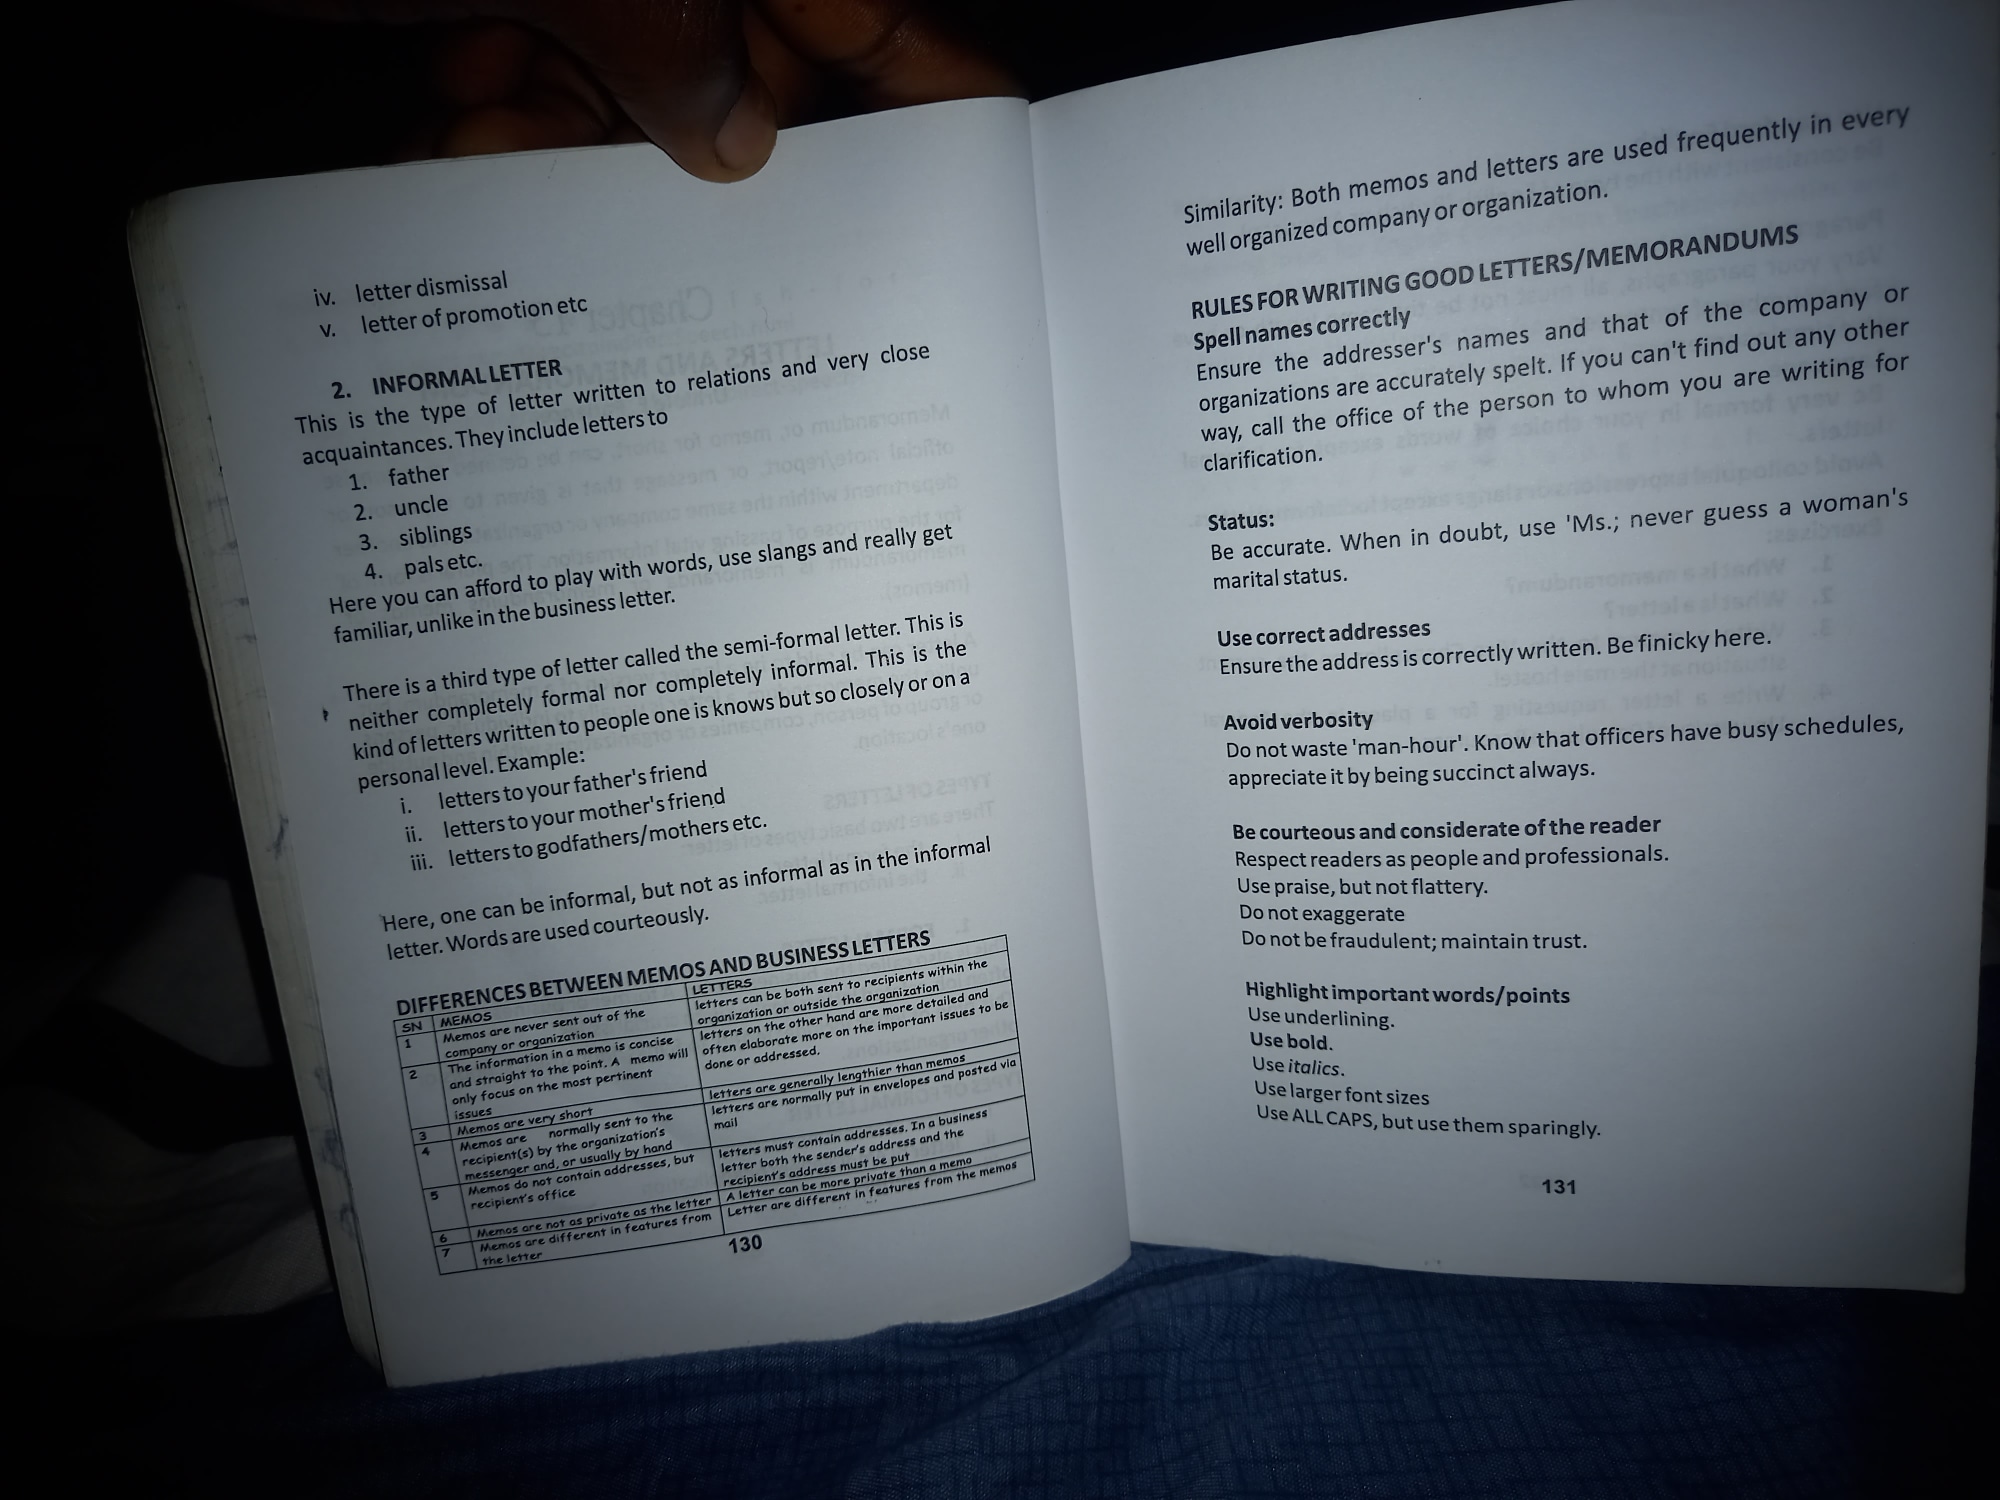 iv. letter dismissal
v. letter of promotion etc
2. INFORMAL LETTER
This is the type of letter written to relations and very close
acquaintances. They include letters to
1. father
2. uncle
3. siblings
4. pals etc.
Here you can afford to play with words, use slangs and really get
familiar, unlike in the business letter.
There is a third type of letter called the semi-formal letter. This is
neither completely formal nor completely informal. This is the
kind of letters written to people one is knows but so closely or on a
personal level. Example:
i. letters to your father's friend
ii. letters to your mother's friend
iii. letters to godfathers/mothers etc.
Here, one can be informal, but not as informal as in the informal
letter. Words are used courteously.
DIFFERENCES BETWEEN MEMOS AND BUSINESS LETTERS
SN MEMOS LETTERS
1 Memos are never sent out of the
company or organization
letters can be both sent to recipients within the
organization or outside the organization
2 The information in a memo is concise
and straight to the point. A memo will
only focus on the most pertinent
issues
letters on the other hand are more detailed and
often elaborate more on the important issues to be
done or addressed.
3 Memos are very short
letters are generally lengthier than memos
4 Memos are normally sent to the
recipient(s) by the organization's
messenger and, or usually by hand
letters are normally put in envelopes and posted via
mail
5 Memos do not contain addresses, but
recipient's office
letters must contain addresses. In a business
letter both the sender's address and the
recipient's address must be put
6 Memos are not as private as the letter
A letter can be more private than a memo
7 Memos are different in features from
the letter
Letter are different in features from the memos
130
Similarity: Both memos and letters are used frequently in every
well organized company or organization.
RULES FOR WRITING GOOD LETTERS/MEMORANDUMS
Spell names correctly
Ensure the addresser's names and that of the company or
organizations are accurately spelt. If you can't find out any other
way, call the office of the person to whom you are writing for
clarification.
Status:
Be accurate. When in doubt, use 'Ms.; never guess a woman's
marital status.
Use correct addresses
Ensure the address is correctly written. Be finicky here.
Avoid verbosity
Do not waste 'man-hour'. Know that officers have busy schedules,
appreciate it by being succinct always.
Be courteous and considerate of the reader
Respect readers as people and professionals.
Use praise, but not flattery.
Do not exaggerate
Do not be fraudulent; maintain trust.
Highlight important words/points
Use underlining.
Use bold.
Use italics.
Use larger font sizes
Use ALL CAPS, but use them sparingly.
131